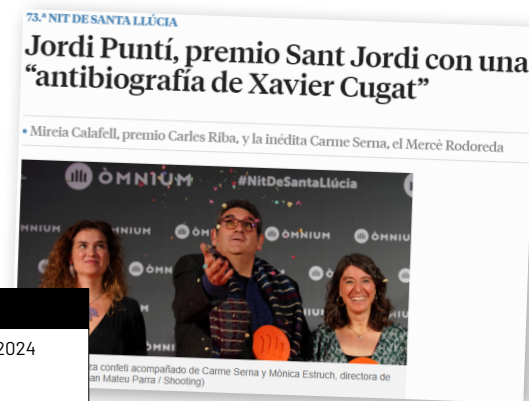 73.ª NIT DE SANTA LLÚCIA
Jordi Puntí, premio Sant Jordi con una
“antibiografía de Xavier Cugat”
• Mireia Calafell, premio Carles Riba, y la inédita Carme Serna, el Mercè Rodoreda
ÒMNIUM
#NitDeSantaLlúcia
ÒMNIUM
ÒMNIUM
ÒMNIUM
2024
confeti acompañado de Carme Serna y Mònica Estruch, directora de
Mateu Parra / Shooting)